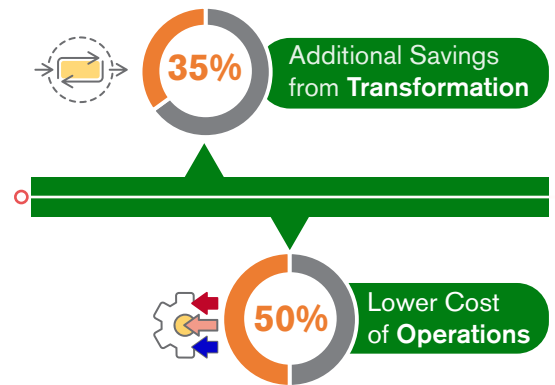 35%
Additional Savings
from Transformation
50%
Lower Cost
of Operations